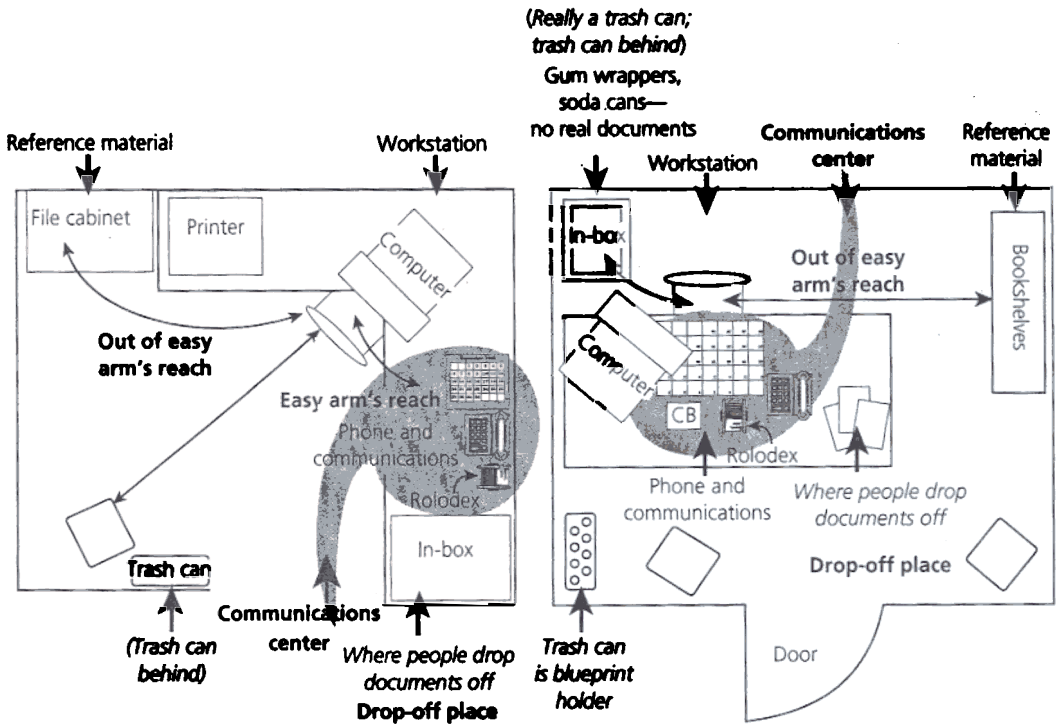 Reference material
Workstation
File cabinet
Printer
Computer
Out of easy
arm's reach
Easy arm's reach
Phone and
communications
Rolodex
In-box
Trash can
(Trash can
behind)
Communications
center
Where people drop
documents off
Drop-off place
(Really a trash can;
trash can behind)
Gum wrappers,
soda cans—
no real documents
Workstation
Communications
center
Reference
material
In-box
Out of easy
arm's reach
Bookshelves
Computer
CB
Rolodex
Phone and
communications
Where people drop
documents off
Drop-off place
Trash can
is blueprint
holder
Door